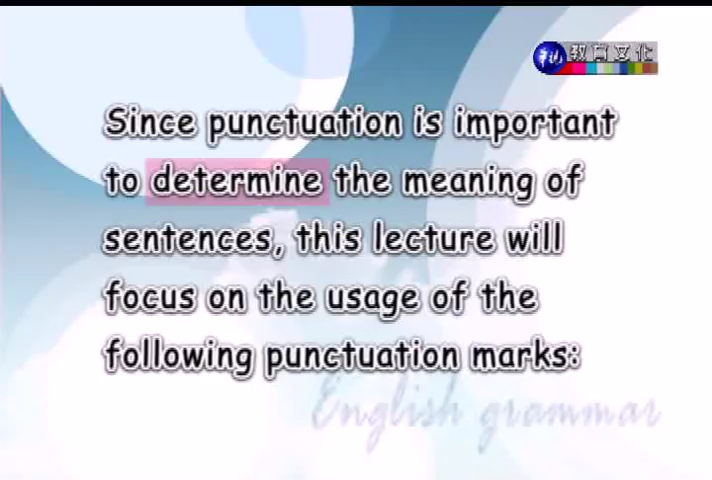 教育文化
Since punctuation is important
to determine the meaning of
sentences, this lecture will
focus on the usage of the
following punctuation marks:
English grammar